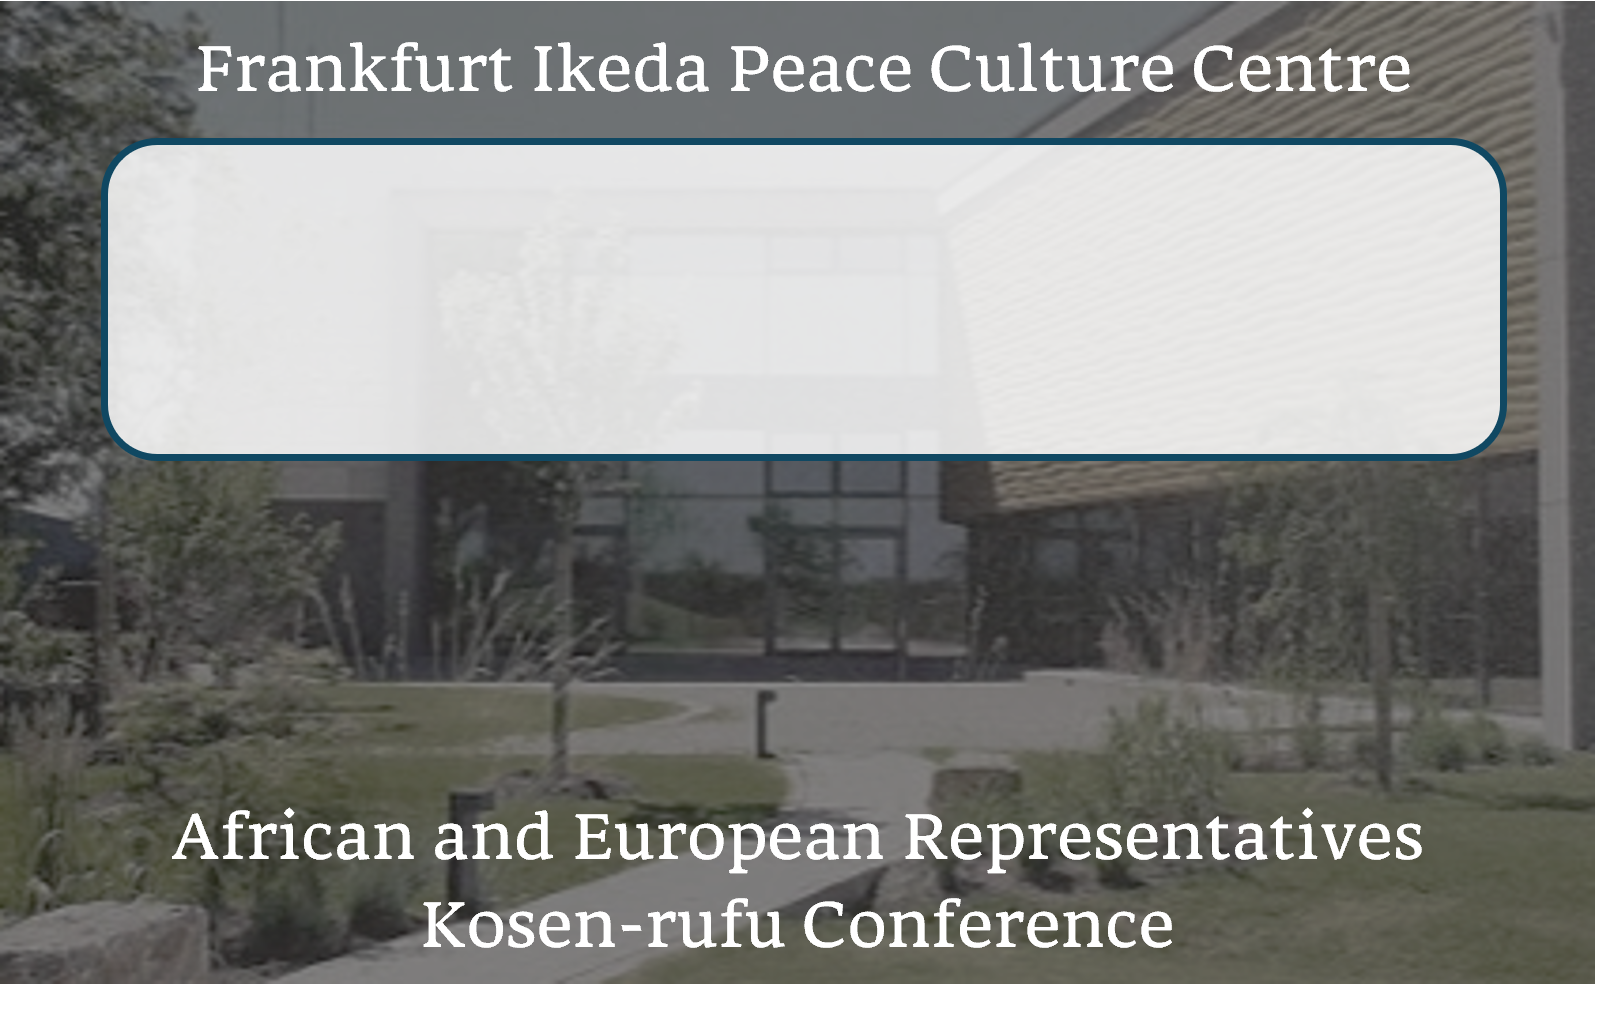 Frankfurt Ikeda Peace Culture Centre
African and European Representatives
Kosen-rufu Conference